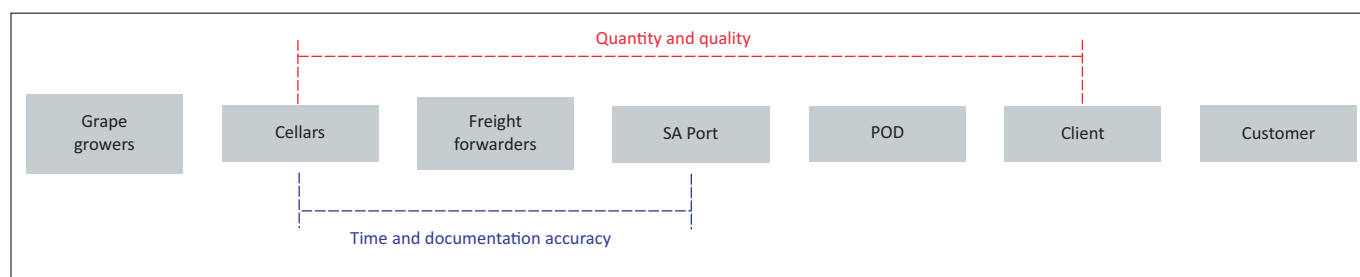 Quantity and quality
Grape
growers
Cellars
Freight
forwarders
SA Port
POD
Client
Customer
Time and documentation accuracy